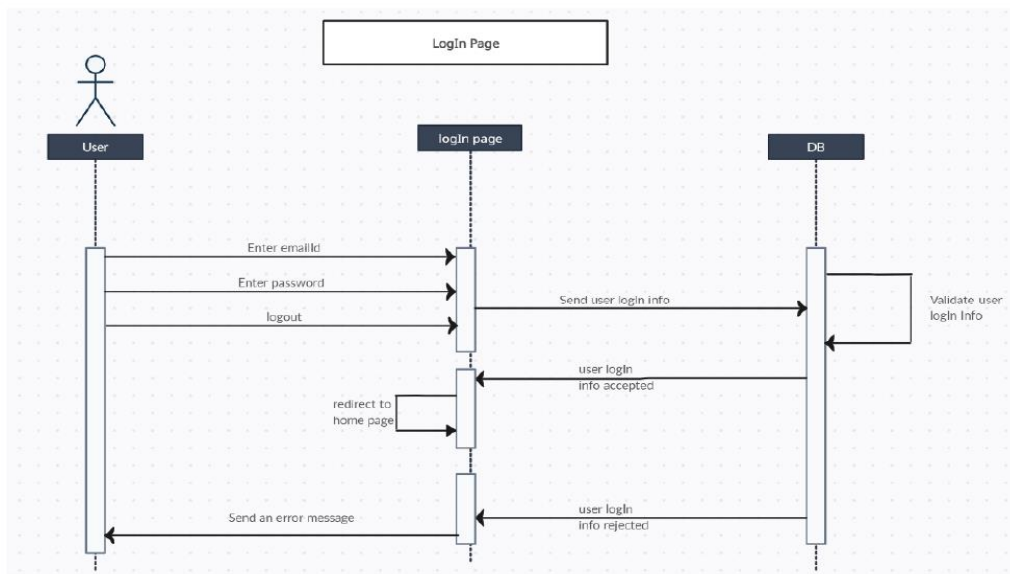 LogIn Page
User
logIn page
DB
Enter emailId
Enter password
Send user login info
Validate user
logIn Info
logout
user logIn
info accepted
redirect to
home page
user logIn
info rejected
Send an error message